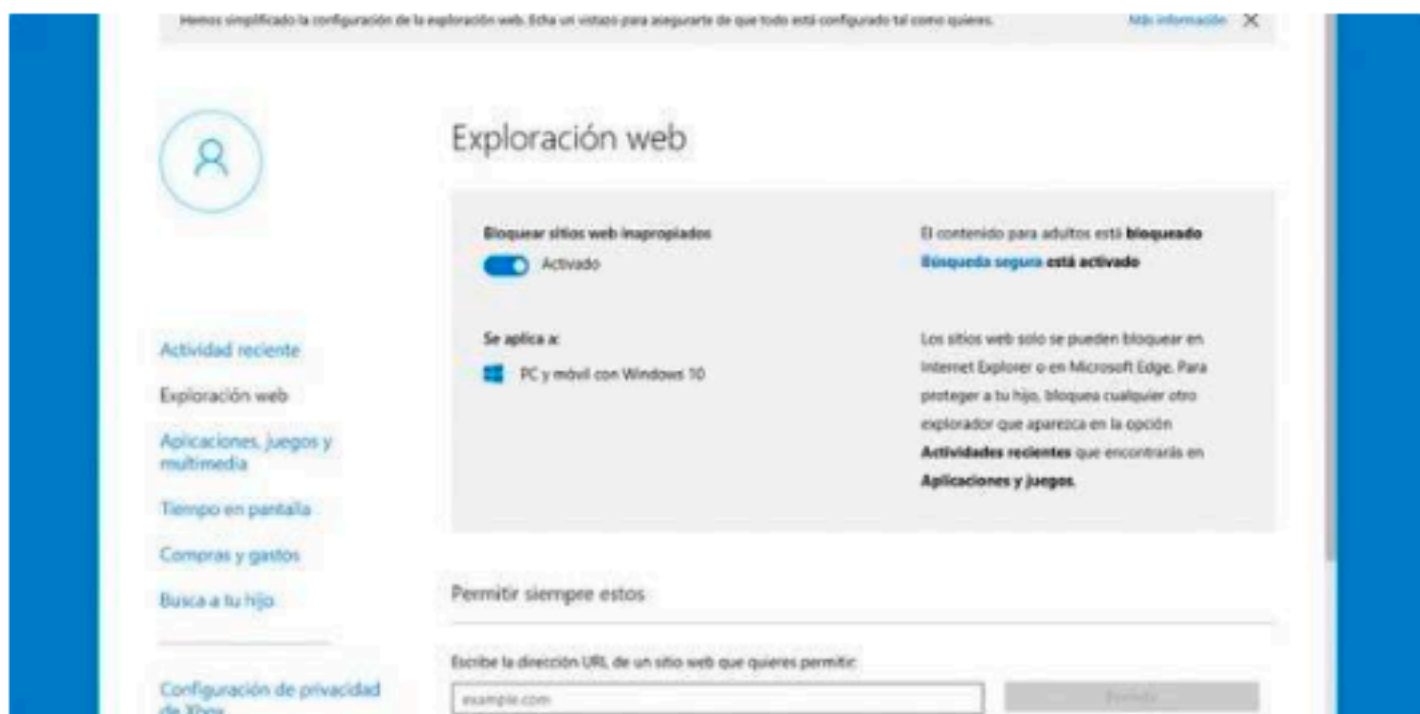 Hemos simplificado la configuración de la exploración web. Echa un vistazo para asegurarte de que todo está configurado tal como quieres.
Más información
Exploración web
Bloquear sitios web inapropiados
Activado
El contenido para adultos está bloqueado
Búsqueda segura está activado
Se aplica a:
PC y móvil con Windows 10
Los sitios web solo se pueden bloquear en
Internet Explorer o en Microsoft Edge. Para
proteger a tu hijo, bloquea cualquier otro
explorador que aparezca en la opción
Actividades recientes que encontrarás en
Aplicaciones y juegos.
Actividad reciente
Exploración web
Aplicaciones, juegos y
multimedia
Tiempo en pantalla
Compras y gastos
Busca a tu hijo
Configuración de privacidad
de Xbox
Permitir siempre estos
Escribe la dirección URL de un sitio web que quieres permitir:
example.com